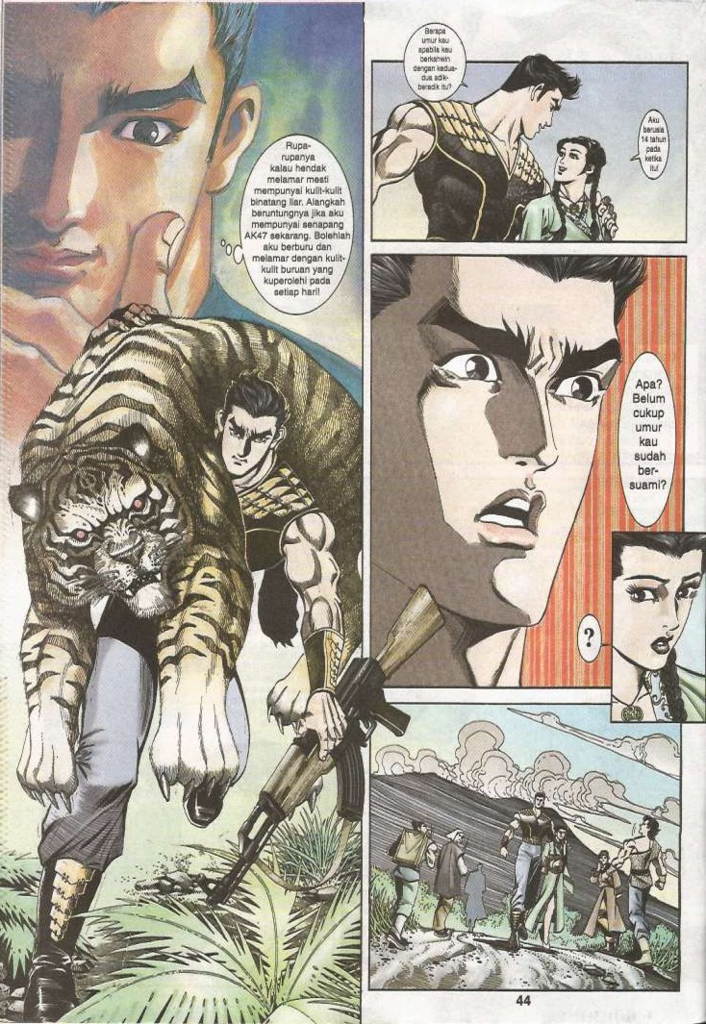 Rupa-
rupanya
kalau hendak
melamar mesti
mempunyai kulit-kulit
binatang liar. Alangkah
beruntungnya jika aku
mempunyai senapang
AK47 sekarang. Bolehlah
aku berburu dan
melamar dengan kulit-
kulit buruan yang
kuperolehi pada
setiap hari!
Berapa
umur kau
apabila kau
berkahwin
dengan kedua-
dua adik-
beradik itu?
Aku
berusia
14 tahun
pada
ketika
itu!
Apa?
Belum
cukup
umur
kau
sudah
ber-
suami?
?
44